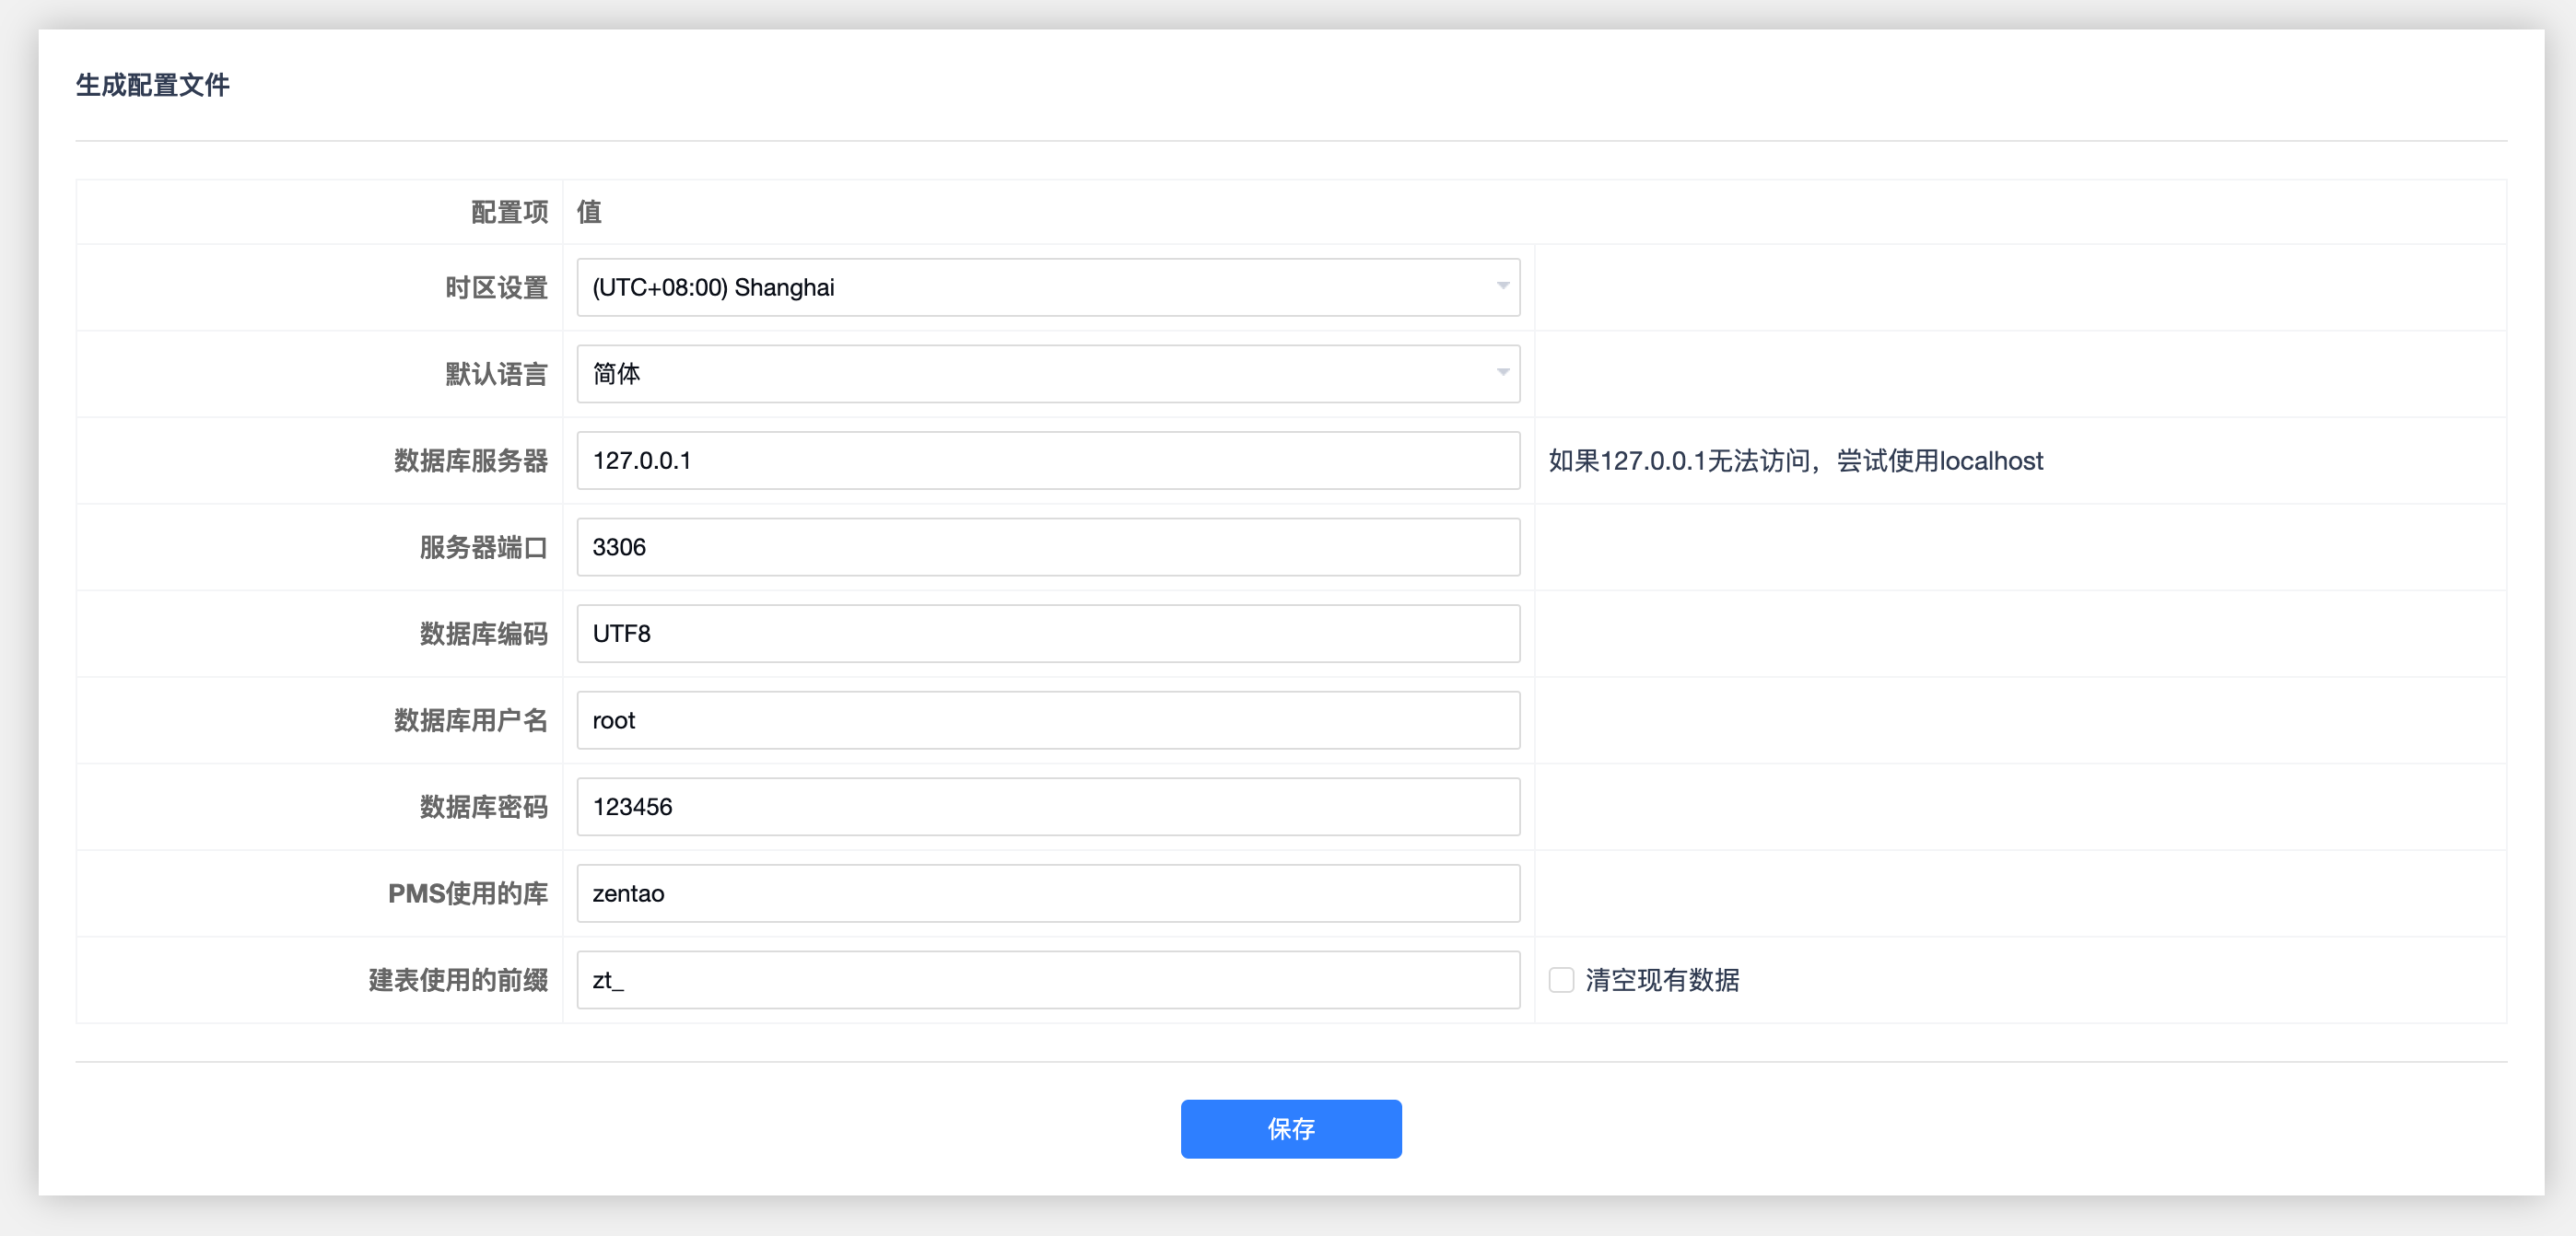 生成配置文件
配置项 值
时区设置 (UTC+08:00) Shanghai
默认语言 简体
数据库服务器 127.0.0.1 如果127.0.0.1无法访问，尝试使用localhost
服务器端口 3306
数据库编码 UTF8
数据库用户名 root
数据库密码 123456
PMS使用的库 zentao
建表使用的前缀 zt_ 清空现有数据
保存